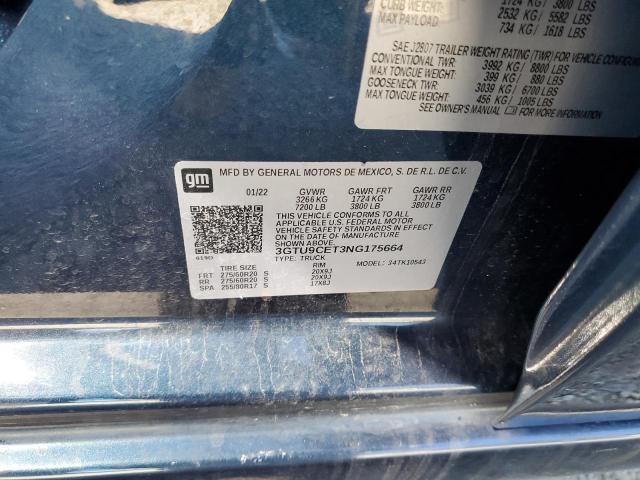 CURB WEIGHT: 2532 KG/ 5582 LBS
MAX PAYLOAD 734 KG/ 1618 LBS
SAE J2807 TRAILER WEIGHT RATING (TWR) FOR VEHICLE
CONVENTIONAL TWR: 3992 KG/ 8800 LBS
MAX TONGUE WEIGHT: 399 KG/ 880 LBS
GOOSENECK TWR: 3039 KG/ 6700 LBS
MAX TONGUE WEIGHT: 456 KG/ 1005 LBS
SEE OWNER'S MANUAL FOR MORE INFORMATION
gm MFD BY GENERAL MOTORS DE MEXICO, S. DE R.L. DE C.V.
01/22 GVWR GAWR FRT GAWR RR
3266 KG 1724 KG 1724 KG
7200 LB 3800 LB 3800 LB
THIS VEHICLE CONFORMS TO ALL
APPLICABLE U.S. FEDERAL MOTOR
VEHICLE SAFETY STANDARDS IN EFFECT
ON THE DATE OF MANUFACTURE
SHOWN ABOVE.
3GTU9CET3NG175664
TYPE: TRUCK MODEL: 34TK10543
TIRE SIZE RIM
FRT 275/60R20 S 20X9J
RR 275/60R20 S 20X9J
SPA 255/80R17 S 17X8J